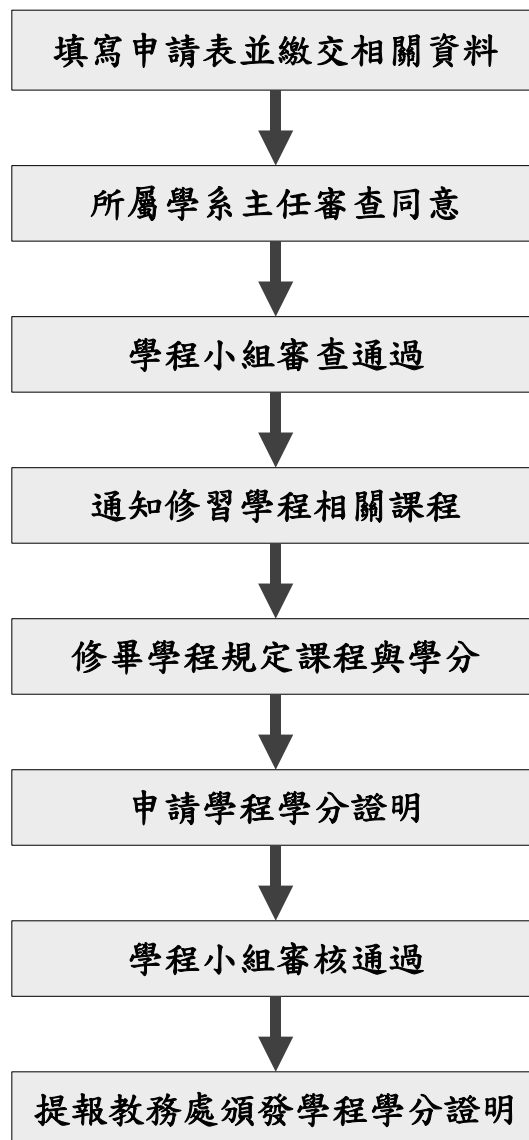 填寫申請表並繳交相關資料
所屬學系主任審查同意
學程小組審查通過
通知修習學程相關課程
修畢學程規定課程與學分
申請學程學分證明
學程小組審核通過
提報教務處頒發學程學分證明